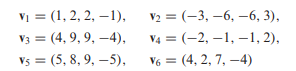 v₁ = (1, 2, 2, −1), v₂ = (−3, −6, −6, 3),
v₃ = (4, 9, 9, −4), v₄ = (−2, −1, −1, 2),
v₅ = (5, 8, 9, −5), v₆ = (4, 2, 7, −4)